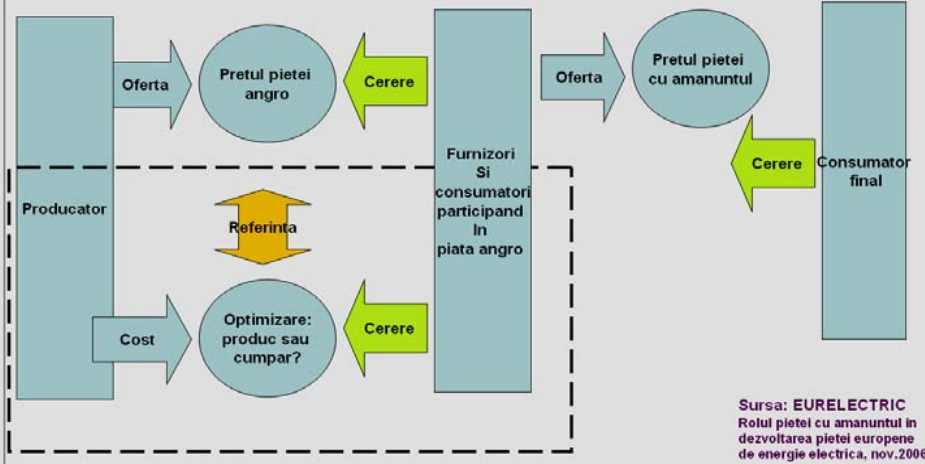 Producator
Oferta
Pretul pietei
angro
Cerere
Furnizori
Si
consumatori
participand
In
piata angro
Oferta
Pretul pietei
cu amanuntul
Cerere
Consumator
final
Referinta
Cost
Optimizare:
produc sau
cumpar?
Cerere
Sursa: EURELECTRIC
Rolul pietei cu amanuntul in
dezvoltarea pietei europene
de energie electrica, nov.2006